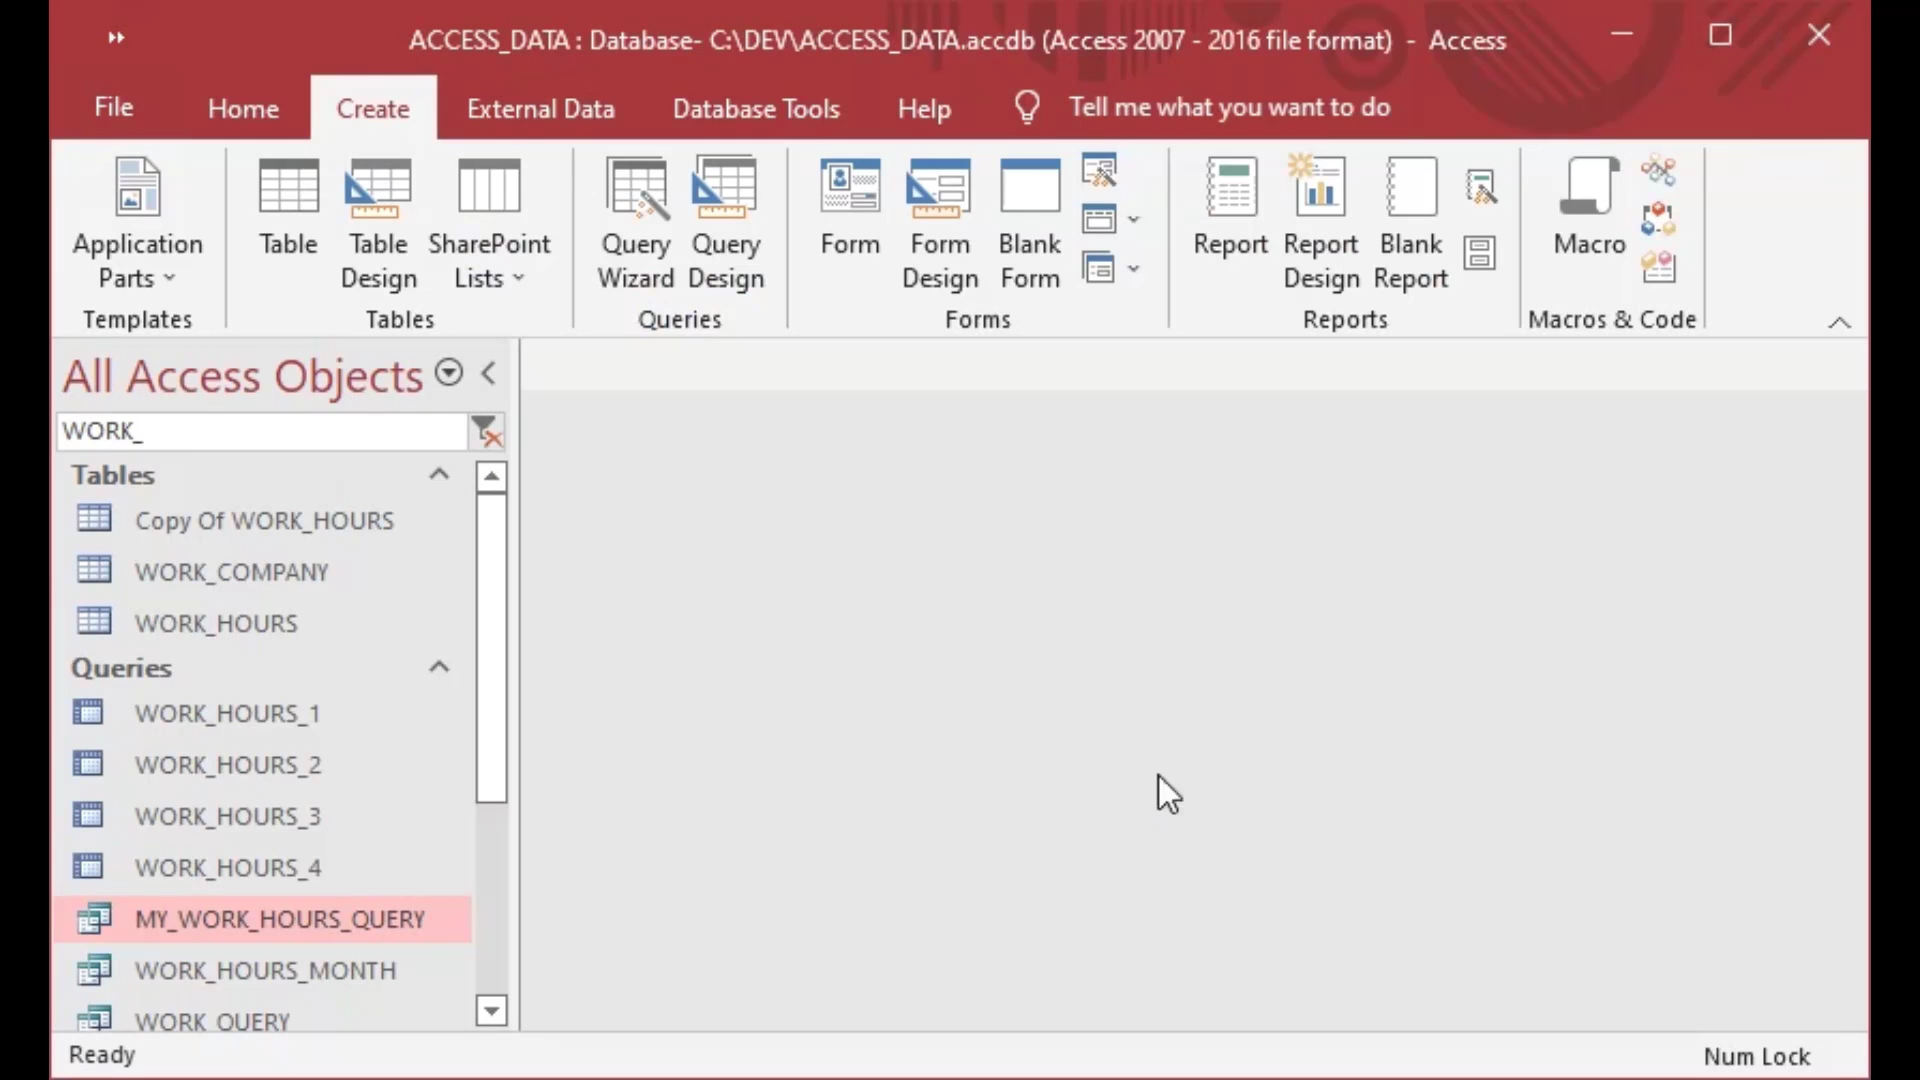 ACCESS_DATA : Database- C:\DEV\ACCESS_DATA.accdb (Access 2007 - 2016 file format) - Access
File Home Create External Data Database Tools Help Tell me what you want to do
Application Parts
Table
Table Design
SharePoint Lists
Query Wizard
Query Design
Form
Form Design
Blank Form
Report
Report Design
Blank Report
Macro
Templates Tables Queries Forms Reports Macros & Code
All Access Objects
WORK_
Tables
Copy Of WORK_HOURS
WORK_COMPANY
WORK_HOURS
Queries
WORK_HOURS_1
WORK_HOURS_2
WORK_HOURS_3
WORK_HOURS_4
MY_WORK_HOURS_QUERY
WORK_HOURS_MONTH
WORK_QUERY
Ready Num Lock